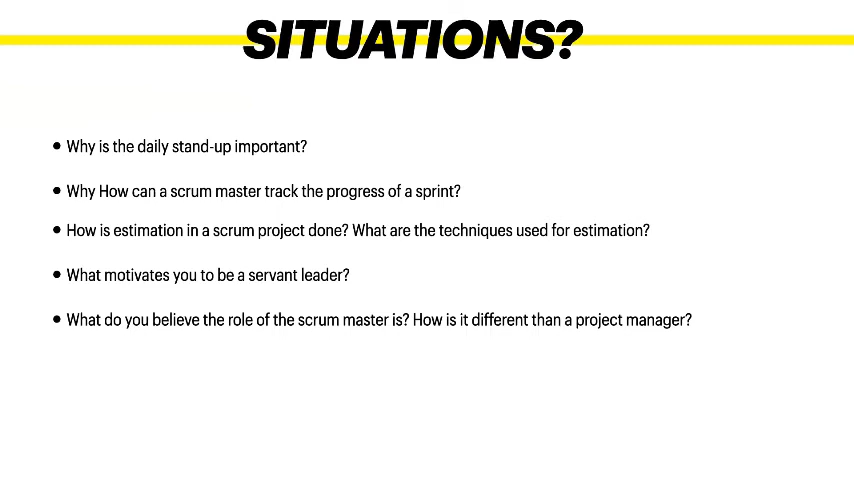 SITUATIONS?
• Why is the daily stand-up important?
• Why How can a scrum master track the progress of a sprint?
• How is estimation in a scrum project done? What are the techniques used for estimation?
• What motivates you to be a servant leader?
• What do you believe the role of the scrum master is? How is it different than a project manager?